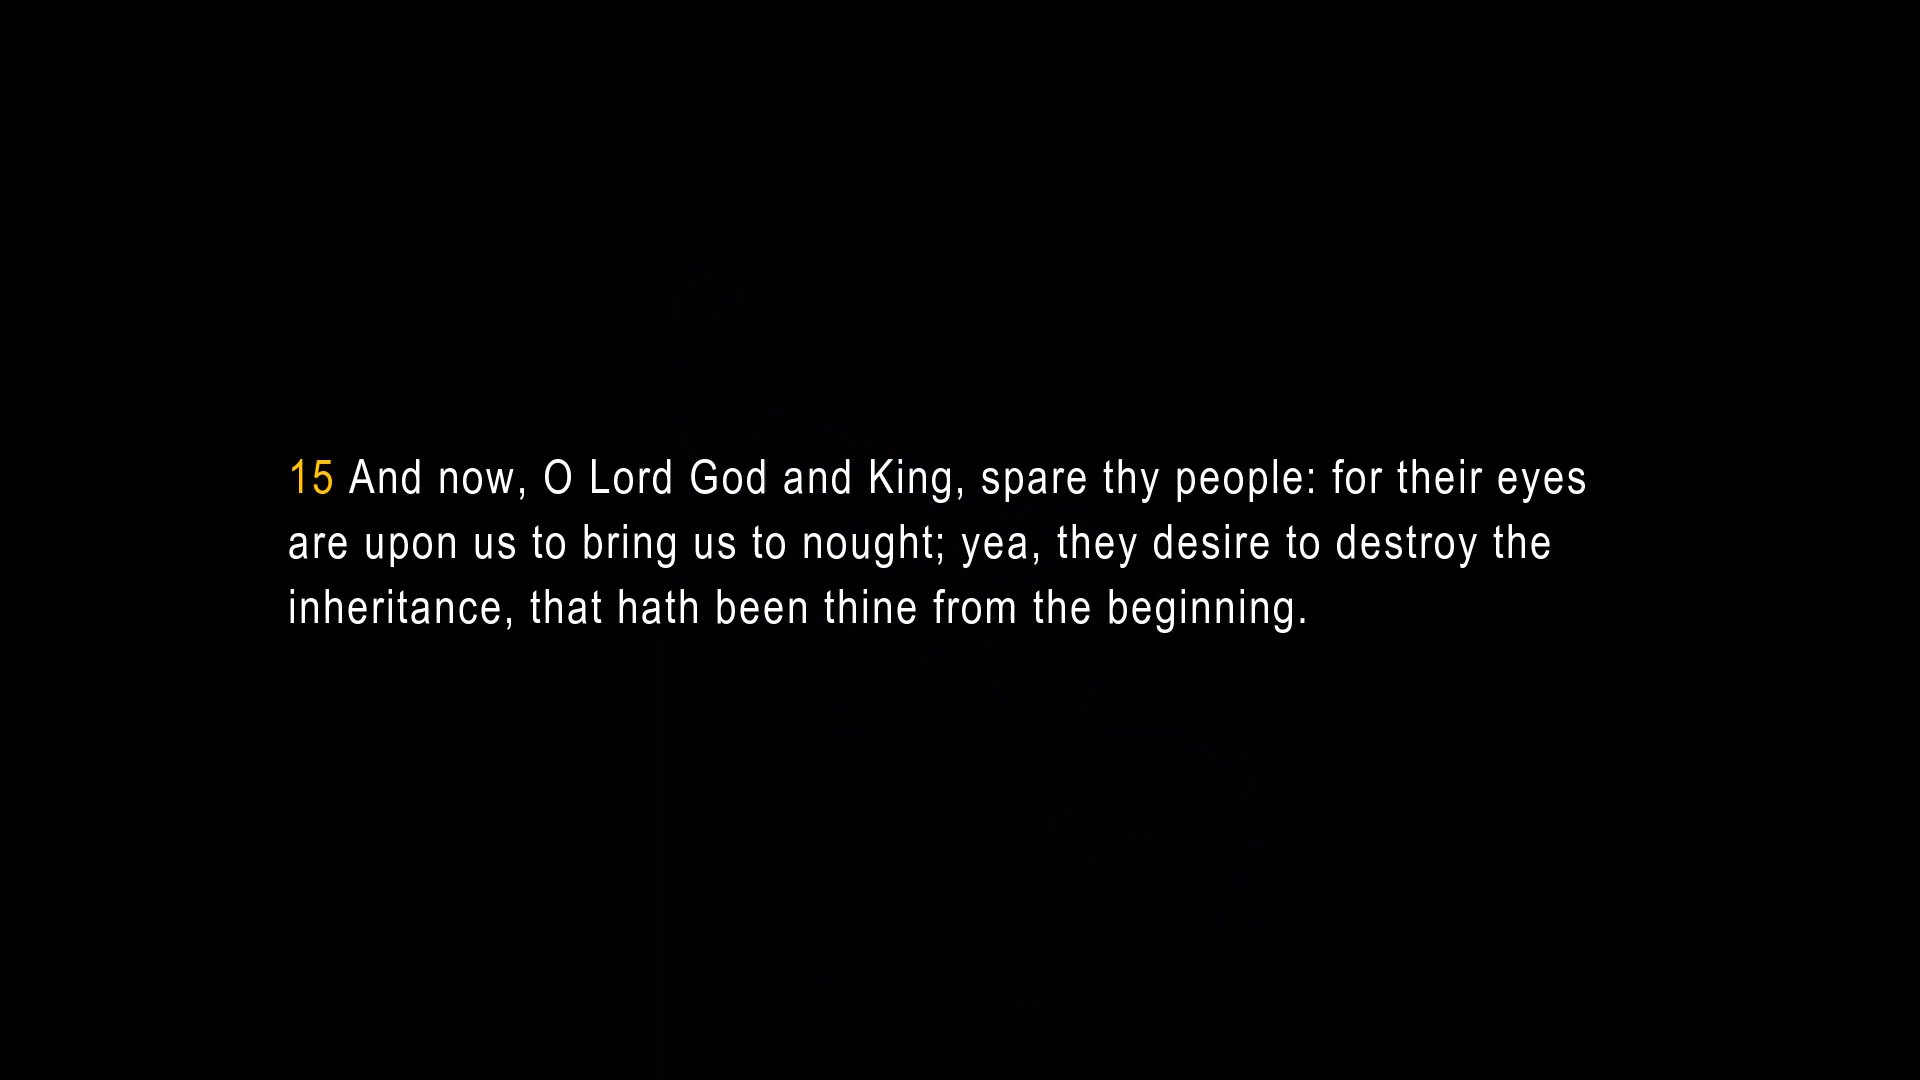 15 And now, O Lord God and King, spare thy people: for their eyes
are upon us to bring us to nought; yea, they desire to destroy the
inheritance, that hath been thine from the beginning.